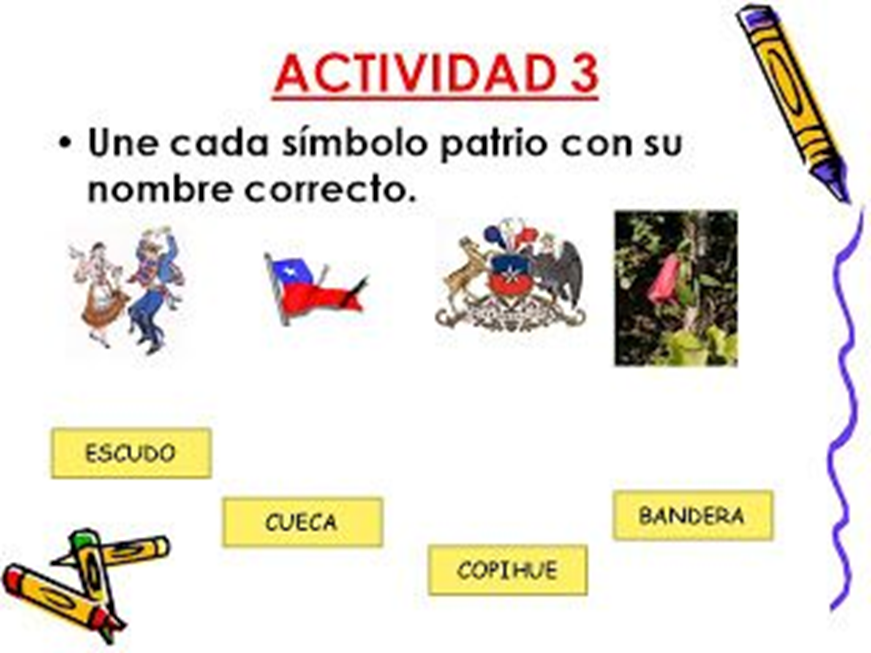 ACTIVIDAD 3
• Une cada símbolo patrio con su
nombre correcto.
ESCUDO
CUECA
BANDERA
COPIHUE